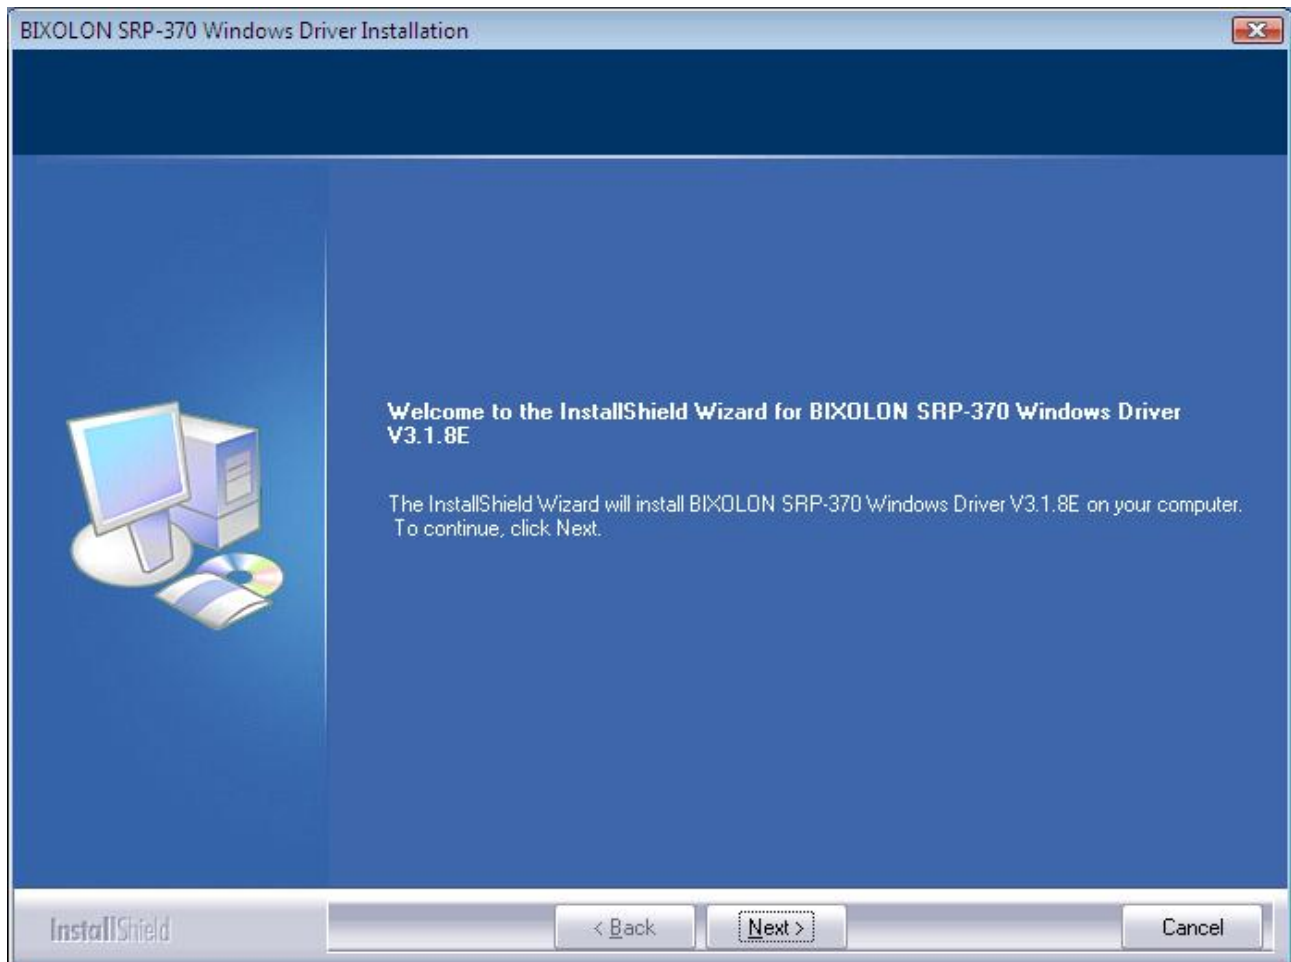 BIXOLON SRP-370 Windows Driver Installation
Welcome to the InstallShield Wizard for BIXOLON SRP-370 Windows Driver
V3.1.8E
The InstallShield Wizard will install BIXOLON SRP-370 Windows Driver V3.1.8E on your computer.
To continue, click Next.
InstallShield
< Back
Next >
Cancel